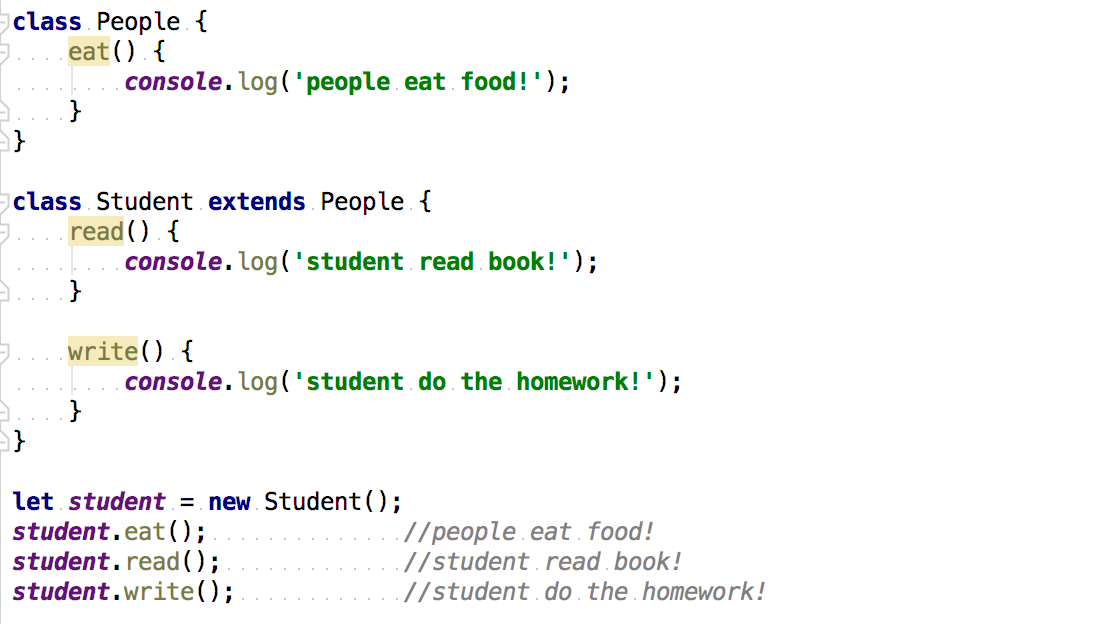 class People {
    eat() {
        console.log('people eat food!');
    }
}

class Student extends People {
    read() {
        console.log('student read book!');
    }

    write() {
        console.log('student do the homework!');
    }
}

let student = new Student();
student.eat();              //people eat food!
student.read();             //student read book!
student.write();            //student do the homework!